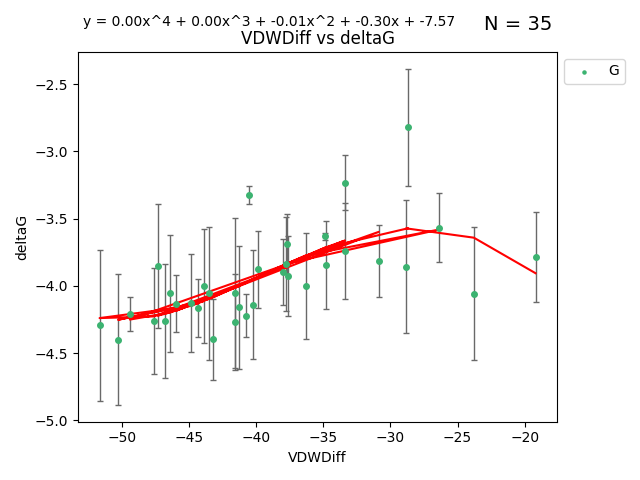 y = 0.00x^4 + 0.00x^3 + -0.01x^2 + -0.30x + -7.57
N = 35
VDWDiff vs deltaG
G
−2.5
−3.0
−3.5
−4.0
−4.5
−5.0
deltaG
−50
−45
−40
−35
−30
−25
−20
VDWDiff